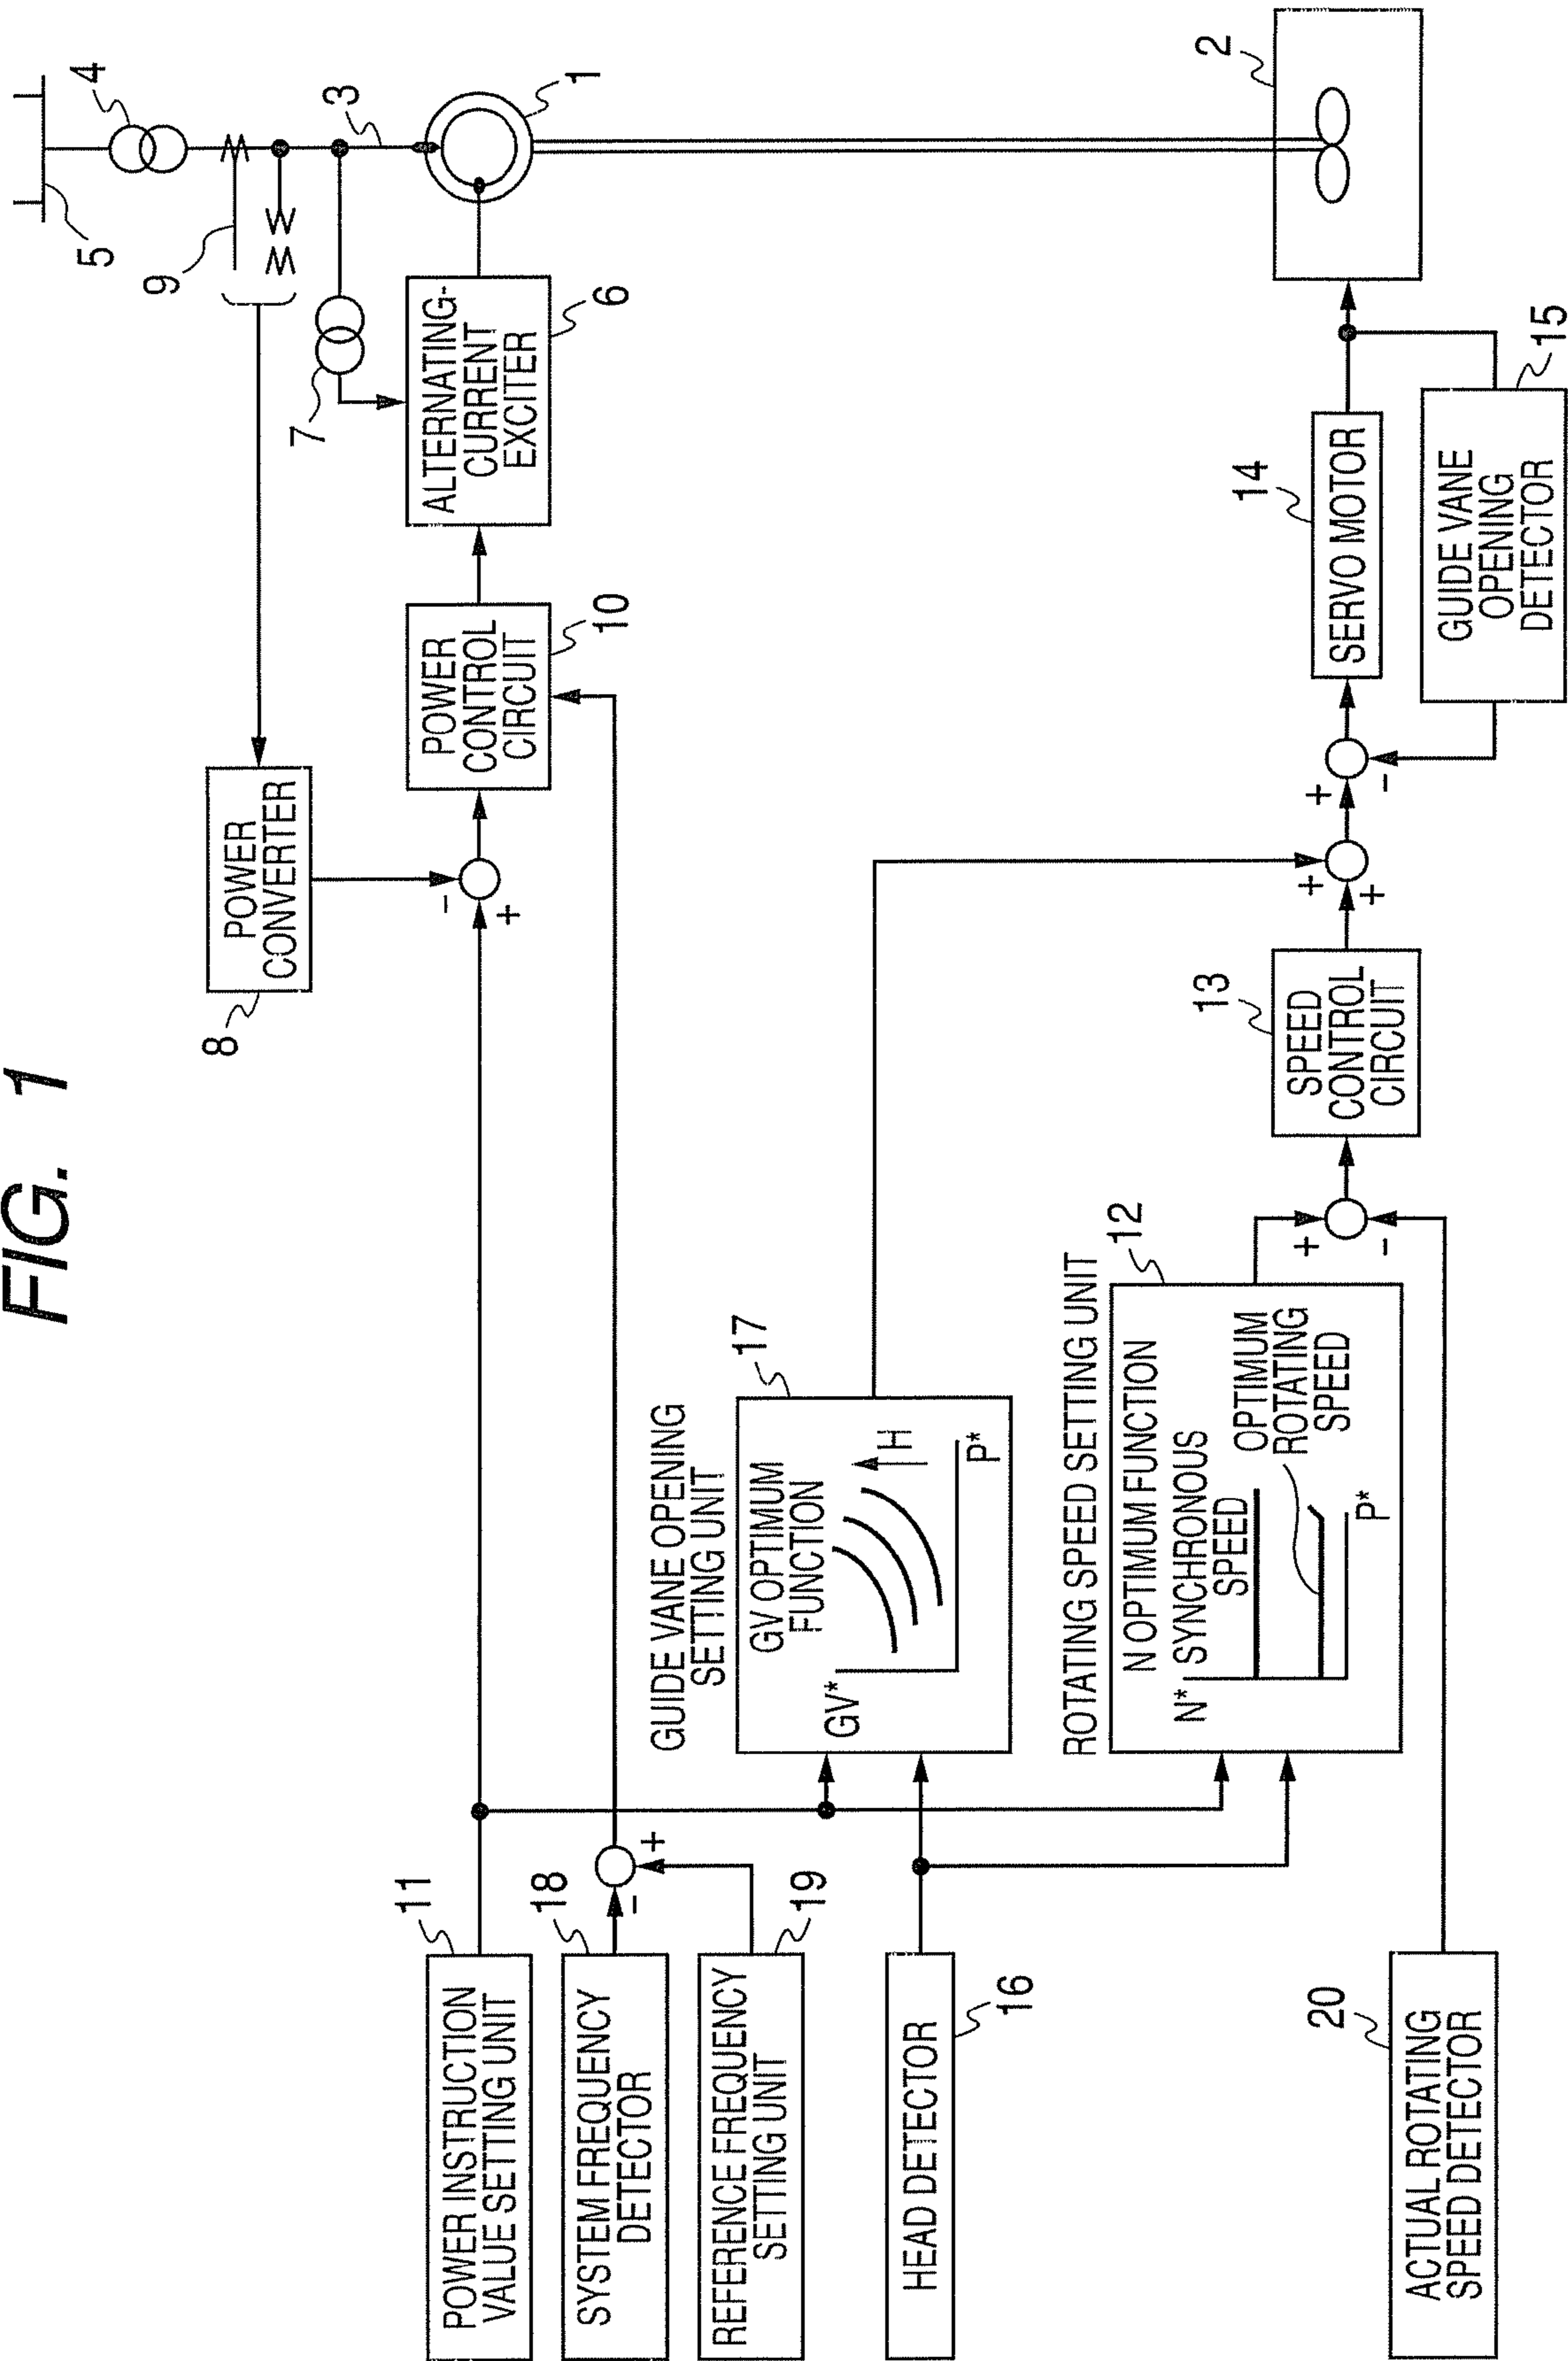 FIG. 1
5
4
9
3
7
1
8
POWER
CONVERTER
POWER
CONTROL
CIRCUIT
10
ALTERNATING-
CURRENT
EXCITER
6
2
-
+
11
POWER INSTRUCTION
VALUE SETTING UNIT
18
SYSTEM FREQUENCY
DETECTOR
-
+
19
REFERENCE FREQUENCY
SETTING UNIT
GUIDE VANE OPENING
SETTING UNIT
17
GV OPTIMUM
FUNCTION
GV*
H
P*
HEAD DETECTOR
16
ROTATING SPEED SETTING UNIT
12
N OPTIMUM FUNCTION
N*
SYNCHRONOUS
SPEED
OPTIMUM
ROTATING
SPEED
P*
+
-
13
SPEED
CONTROL
CIRCUIT
+
+
+
-
14
SERVO MOTOR
GUIDE VANE
OPENING
DETECTOR
15
20
ACTUAL ROTATING
SPEED DETECTOR